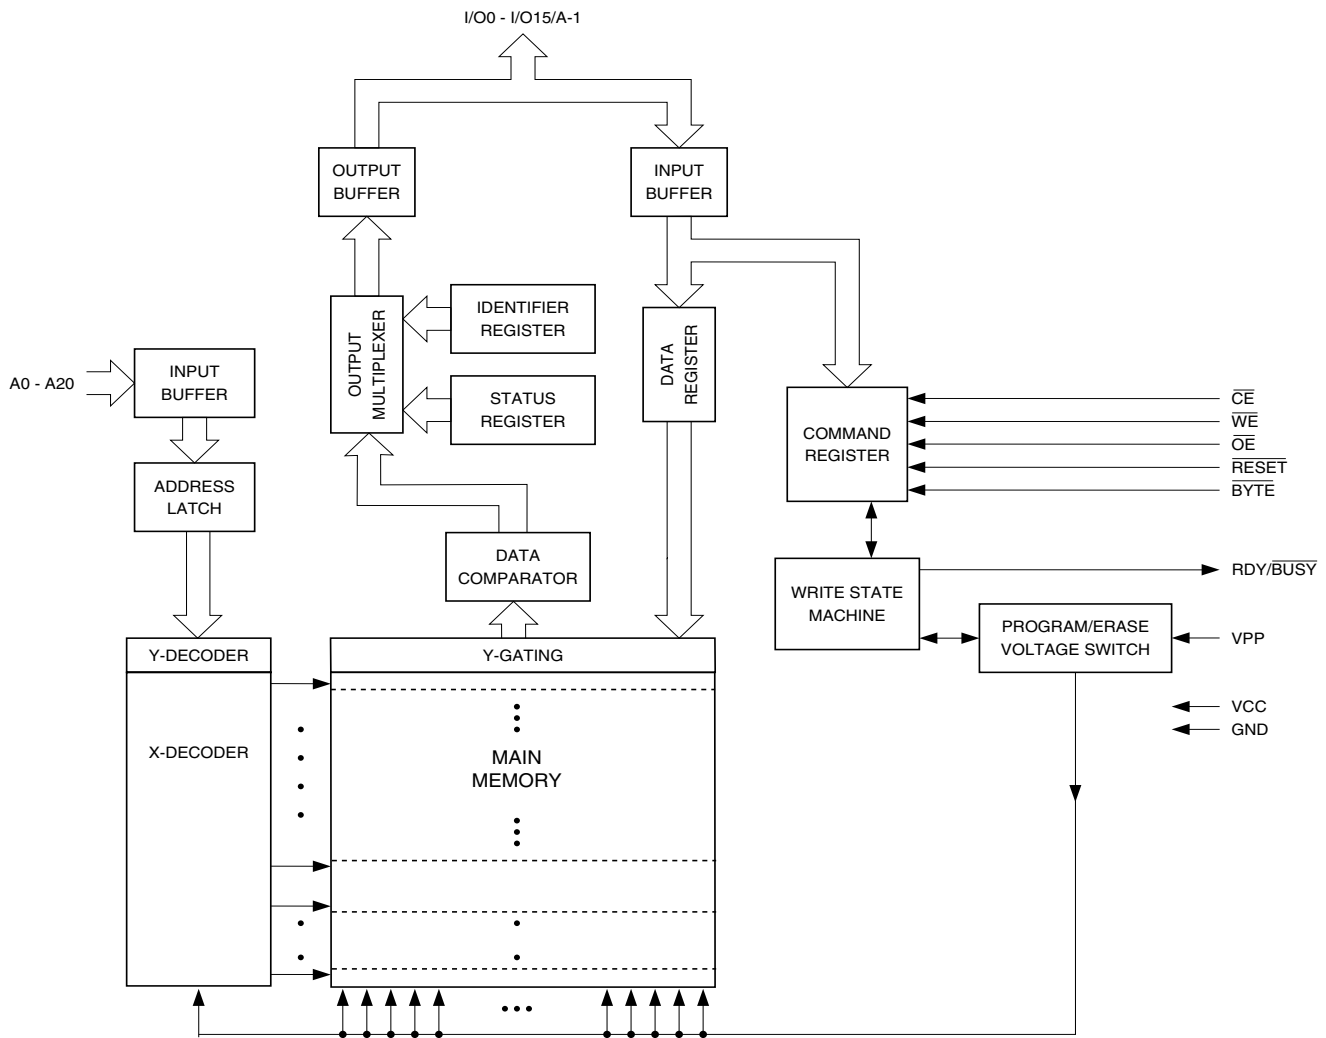 I/O0 - I/O15/A-1
OUTPUT
BUFFER
INPUT
BUFFER
IDENTIFIER
REGISTER
OUTPUT
MULTIPLEXER
DATA
REGISTER
A0 - A20
INPUT
BUFFER
STATUS
REGISTER
COMMAND
REGISTER
CE
WE
OE
RESET
BYTE
ADDRESS
LATCH
DATA
COMPARATOR
WRITE STATE
MACHINE
RDY/BUSY
PROGRAM/ERASE
VOLTAGE SWITCH
VPP
Y-DECODER
Y-GATING
VCC
GND
X-DECODER
MAIN
MEMORY